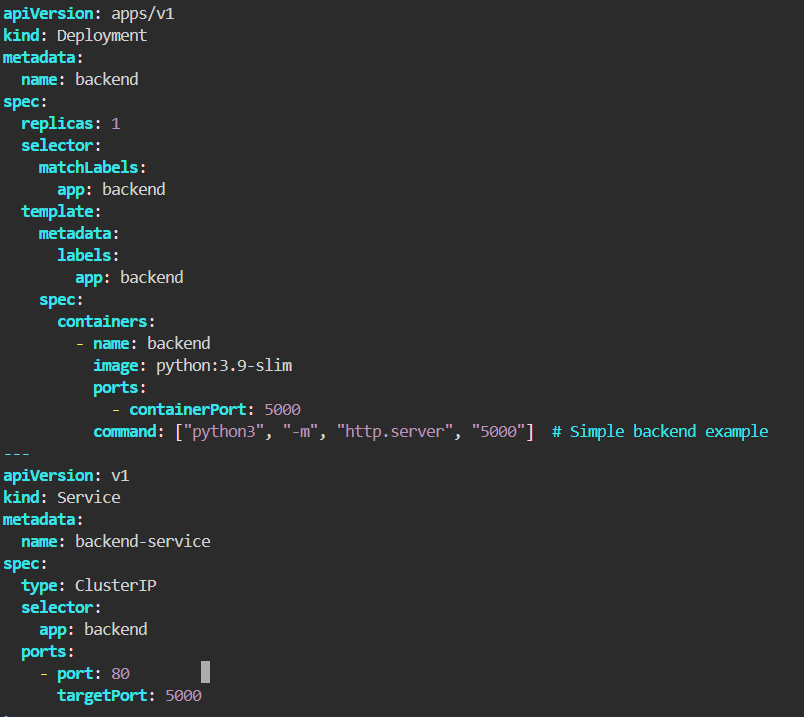 apiVersion: apps/v1
kind: Deployment
metadata:
  name: backend
spec:
  replicas: 1
  selector:
    matchLabels:
      app: backend
  template:
    metadata:
      labels:
        app: backend
    spec:
      containers:
        - name: backend
          image: python:3.9-slim
          ports:
            - containerPort: 5000
          command: ["python3", "-m", "http.server", "5000"]  # Simple backend example
---
apiVersion: v1
kind: Service
metadata:
  name: backend-service
spec:
  type: ClusterIP
  selector:
    app: backend
  ports:
    - port: 80
      targetPort: 5000